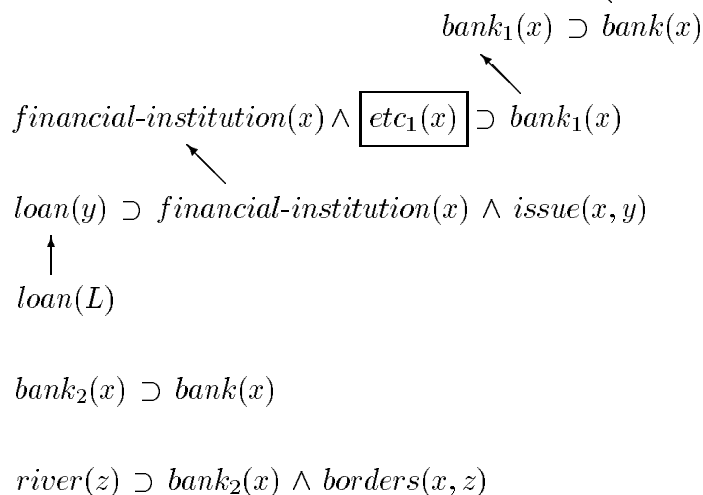 bank₁(x) ⊃ bank(x)
financial-institution(x) ∧ etc₁(x) ⊃ bank₁(x)
loan(y) ⊃ financial-institution(x) ∧ issue(x, y)
loan(L)
bank₂(x) ⊃ bank(x)
river(z) ⊃ bank₂(x) ∧ borders(x, z)